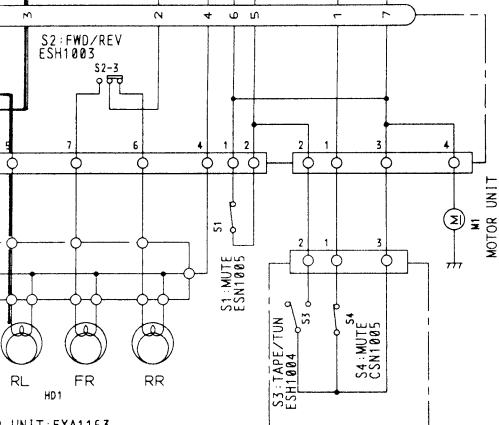 3 2 4 6 5 1 7
S2:FWD/REV
ESH1003
S2-3
5 7 6 4 1 2 2 1 3 4
S1
S1:MUTE
ESN1005
M
M1
MOTOR UNIT
2 1 3
S3
S4
S3:TAPE/TUN
ESH1004
S4:MUTE
CSN1005
RL FR RR
HD1
UNIT:EXA1163